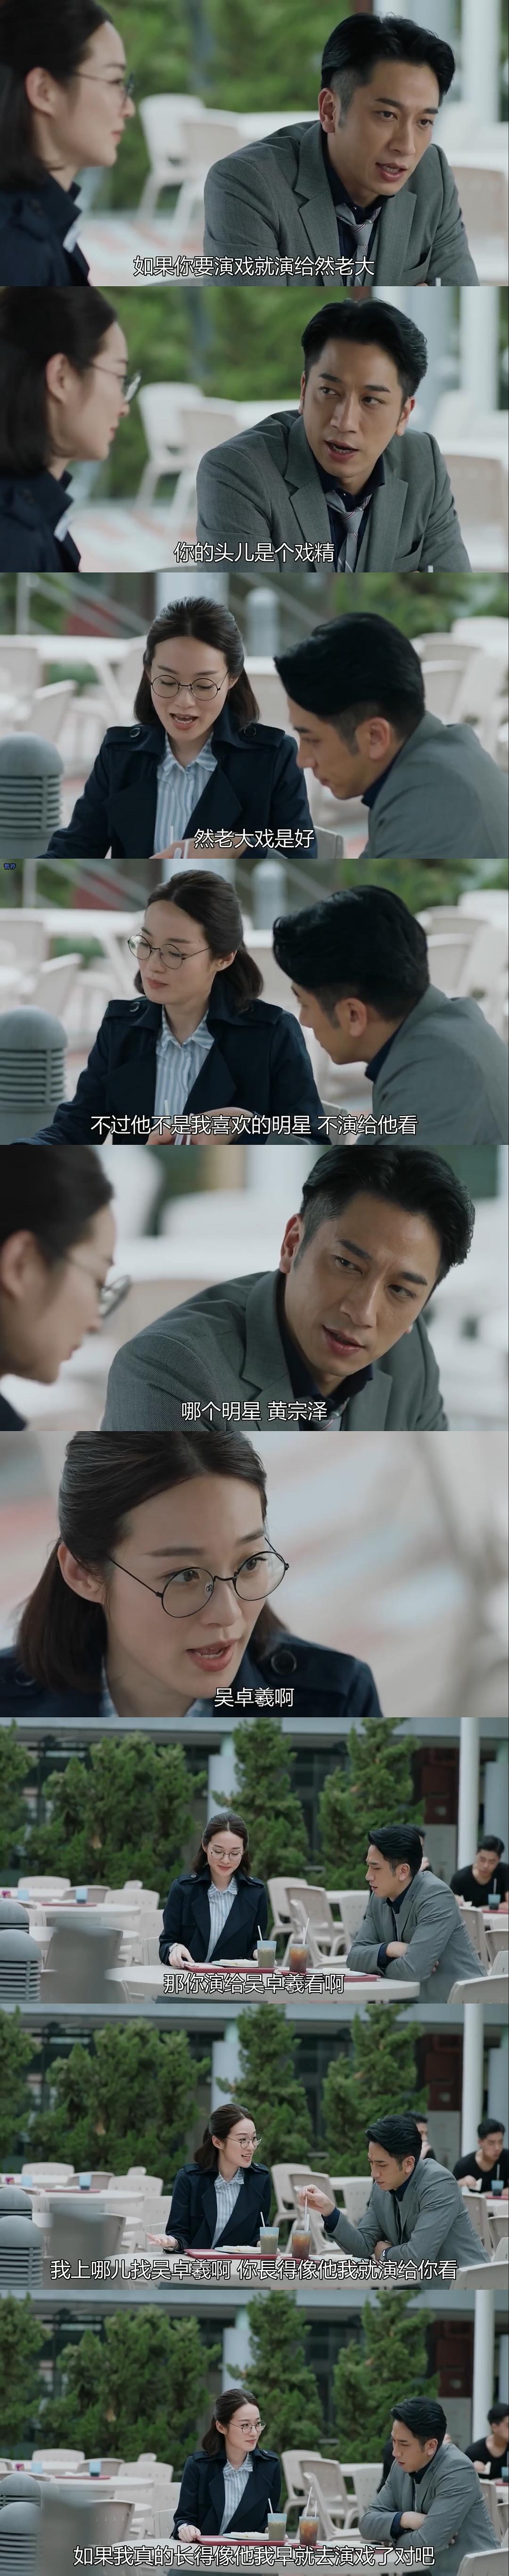 如果你要演戏就演给然老大
你的头儿是个戏精
然老大戏是好
不过他不是我喜欢的明星 不演给他看
哪个明星 黄宗泽
吴卓羲啊
那你演给吴卓羲看啊
我上哪儿找吴卓羲啊 你長得像他我就演给你看
如果我真的长得像他我早就去演戏了对吧